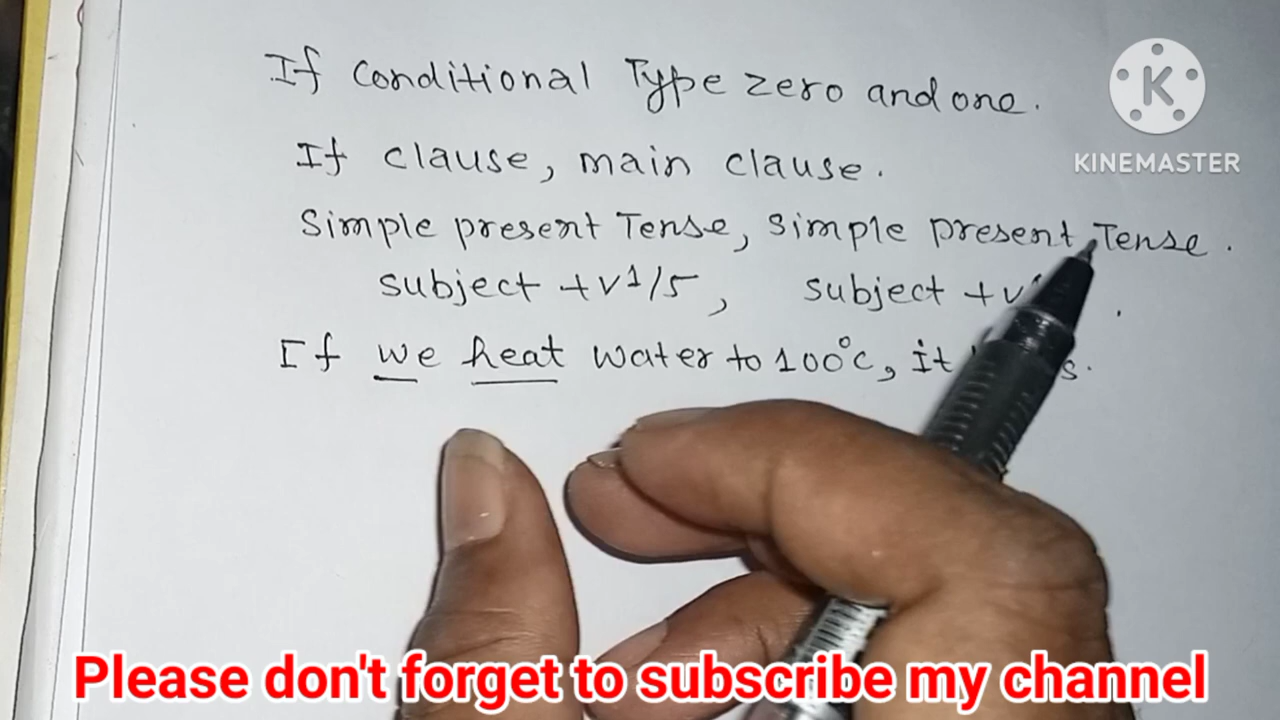 If conditional Type zero and one.
K
KINEMASTER
If clause, main clause.
Simple present Tense, simple present Tense.
subject + v1/5, subject +
If we heat water to 100°c, it
Please don't forget to subscribe my channel